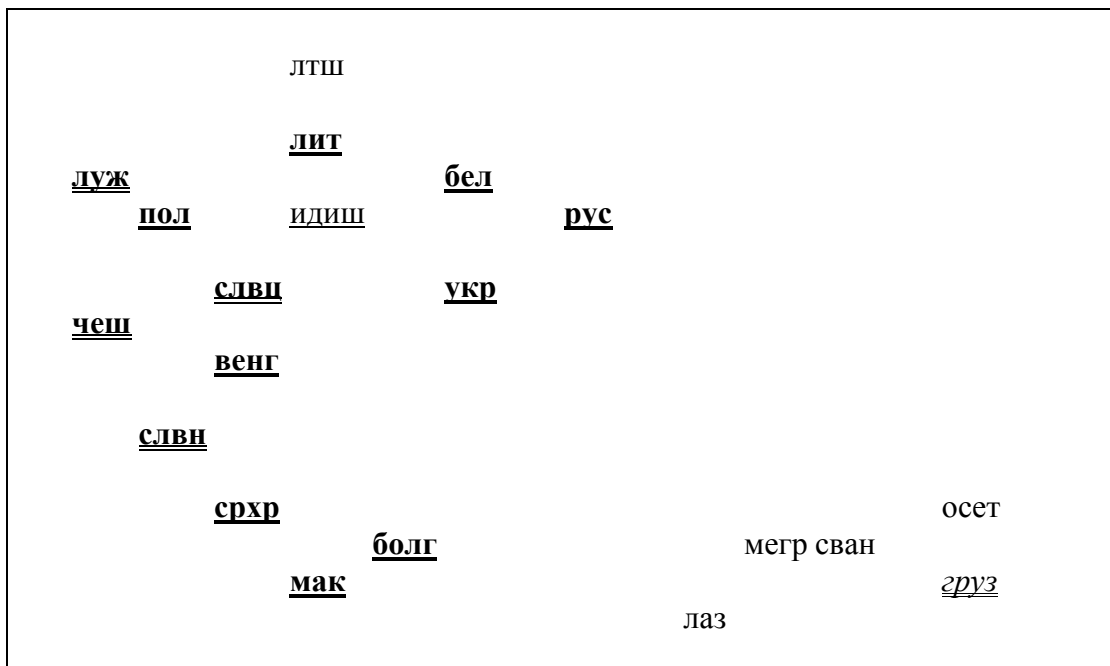 лтш
лит
луж бел
пол идиш рус
слвц укр
чеш
венг
слвн
срхр осет
болг мегр сван
мак груз
лаз